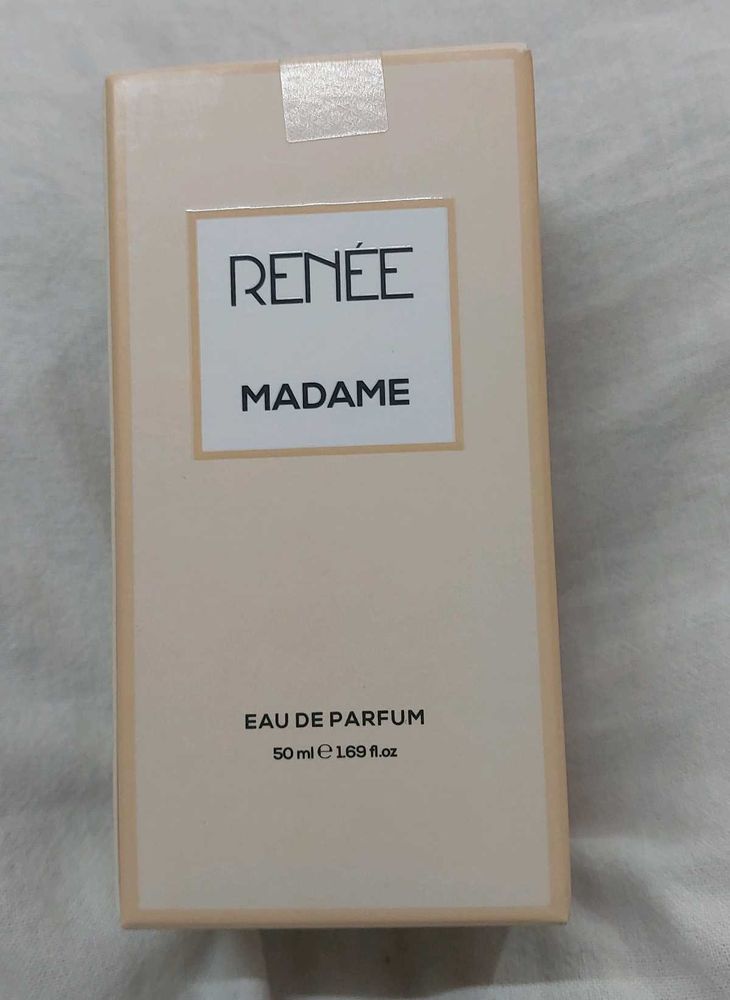 RENÉE
MADAME
EAU DE PARFUM
50 ml ℮ 1.69 fl.oz